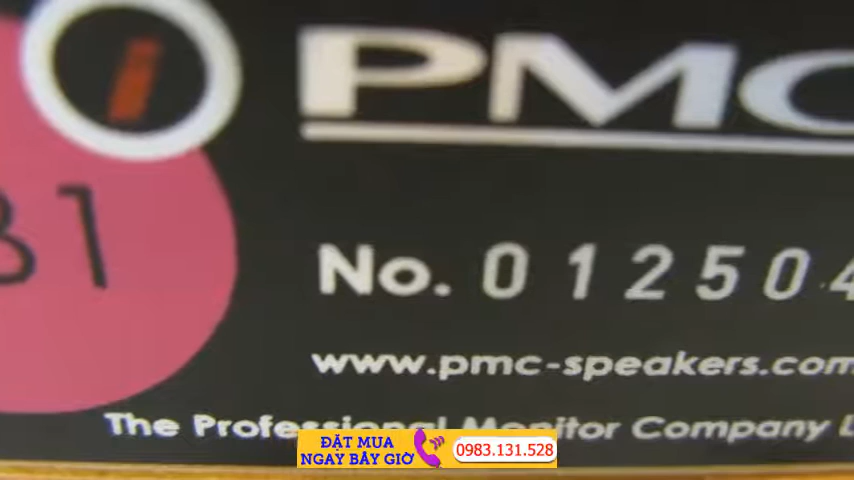 i
PMC
B1
No. 012504
www.pmc-speakers.com
The Professional Monitor Company L
ĐẶT MUA
NGAY BÂY GIỜ
0983.131.528